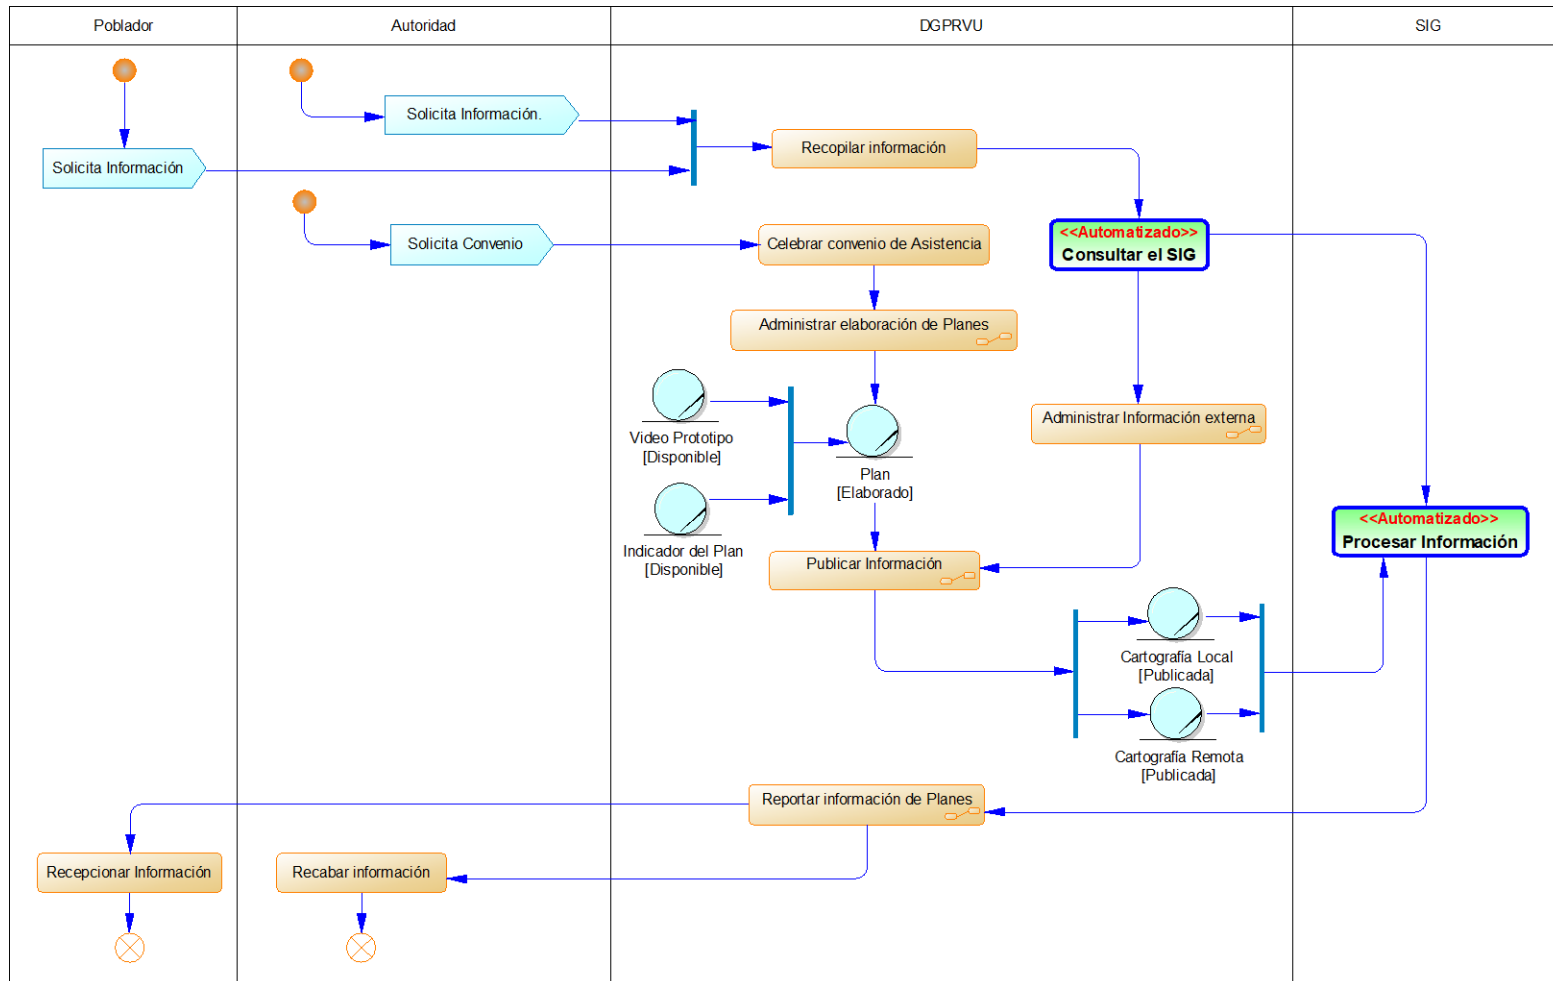 Poblador
Autoridad
DGPRVU
SIG
Solicita Información.
Recopilar información
Solicita Información
Solicita Convenio
Celebrar convenio de Asistencia
<<Automatizado>>
Consultar el SIG
Administrar elaboración de Planes
Video Prototipo
[Disponible]
Administrar Información externa
Plan
[Elaborado]
Indicador del Plan
[Disponible]
<<Automatizado>>
Procesar Información
Publicar Información
Cartografía Local
[Publicada]
Cartografía Remota
[Publicada]
Reportar información de Planes
Recepcionar Información
Recabar información